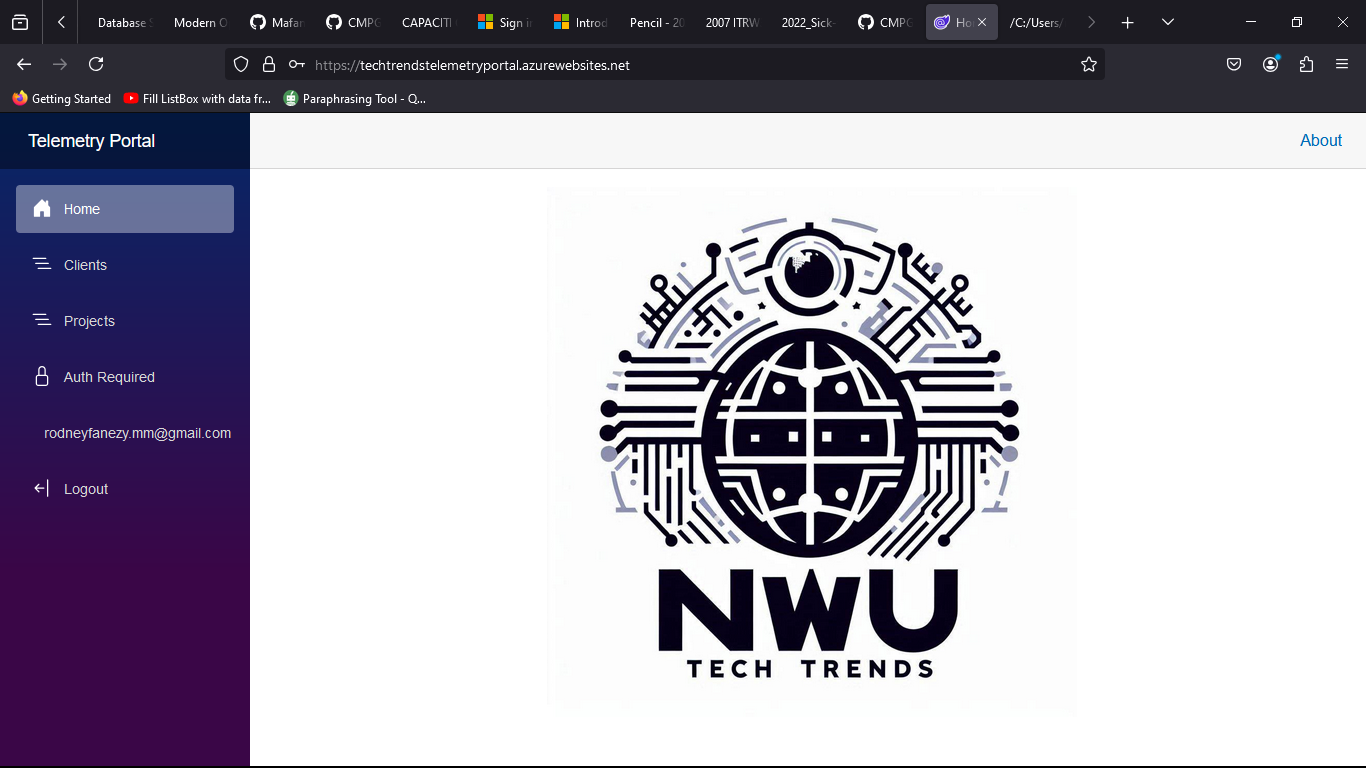 Database S
Modern O
Mafar
CMPG
CAPACITI
Sign in
Introd
Pencil - 20
2007 ITRW
2022_Sick-
CMPG
Ho
/C:/Users/
https://techtrendstelemetryportal.azurewebsites.net
Getting Started
Fill ListBox with data fr...
Paraphrasing Tool - Q...
Telemetry Portal
About
Home
Clients
Projects
Auth Required
rodneyfanezy.mm@gmail.com
Logout
NWU
TECH TRENDS